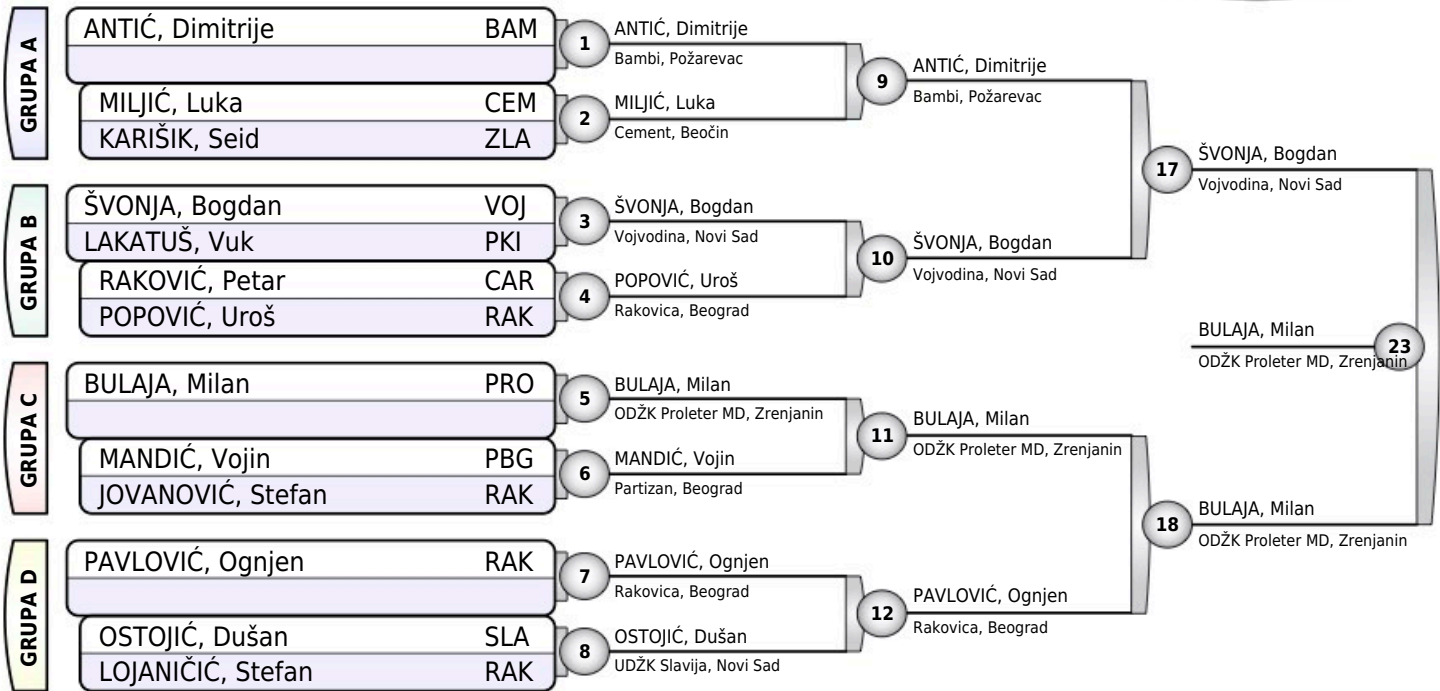 GRUPA A
ANTIĆ, Dimitrije BAM
MILJIĆ, Luka CEM
KARIŠIK, Seid ZLA
GRUPA B
ŠVONJA, Bogdan VOJ
LAKATUŠ, Vuk PKI
RAKOVIĆ, Petar CAR
POPOVIĆ, Uroš RAK
GRUPA C
BULAJA, Milan PRO
MANDIĆ, Vojin PBG
JOVANOVIĆ, Stefan RAK
GRUPA D
PAVLOVIĆ, Ognjen RAK
OSTOJIĆ, Dušan SLA
LOJANIČIĆ, Stefan RAK
1
ANTIĆ, Dimitrije
Bambi, Požarevac
2
MILJIĆ, Luka
Cement, Beočin
3
ŠVONJA, Bogdan
Vojvodina, Novi Sad
4
POPOVIĆ, Uroš
Rakovica, Beograd
5
BULAJA, Milan
ODŽK Proleter MD, Zrenjanin
6
MANDIĆ, Vojin
Partizan, Beograd
7
PAVLOVIĆ, Ognjen
Rakovica, Beograd
8
OSTOJIĆ, Dušan
UDŽK Slavija, Novi Sad
9
ANTIĆ, Dimitrije
Bambi, Požarevac
10
ŠVONJA, Bogdan
Vojvodina, Novi Sad
11
BULAJA, Milan
ODŽK Proleter MD, Zrenjanin
12
PAVLOVIĆ, Ognjen
Rakovica, Beograd
17
ŠVONJA, Bogdan
Vojvodina, Novi Sad
18
BULAJA, Milan
ODŽK Proleter MD, Zrenjanin
BULAJA, Milan
23
ODŽK Proleter MD, Zrenjanin